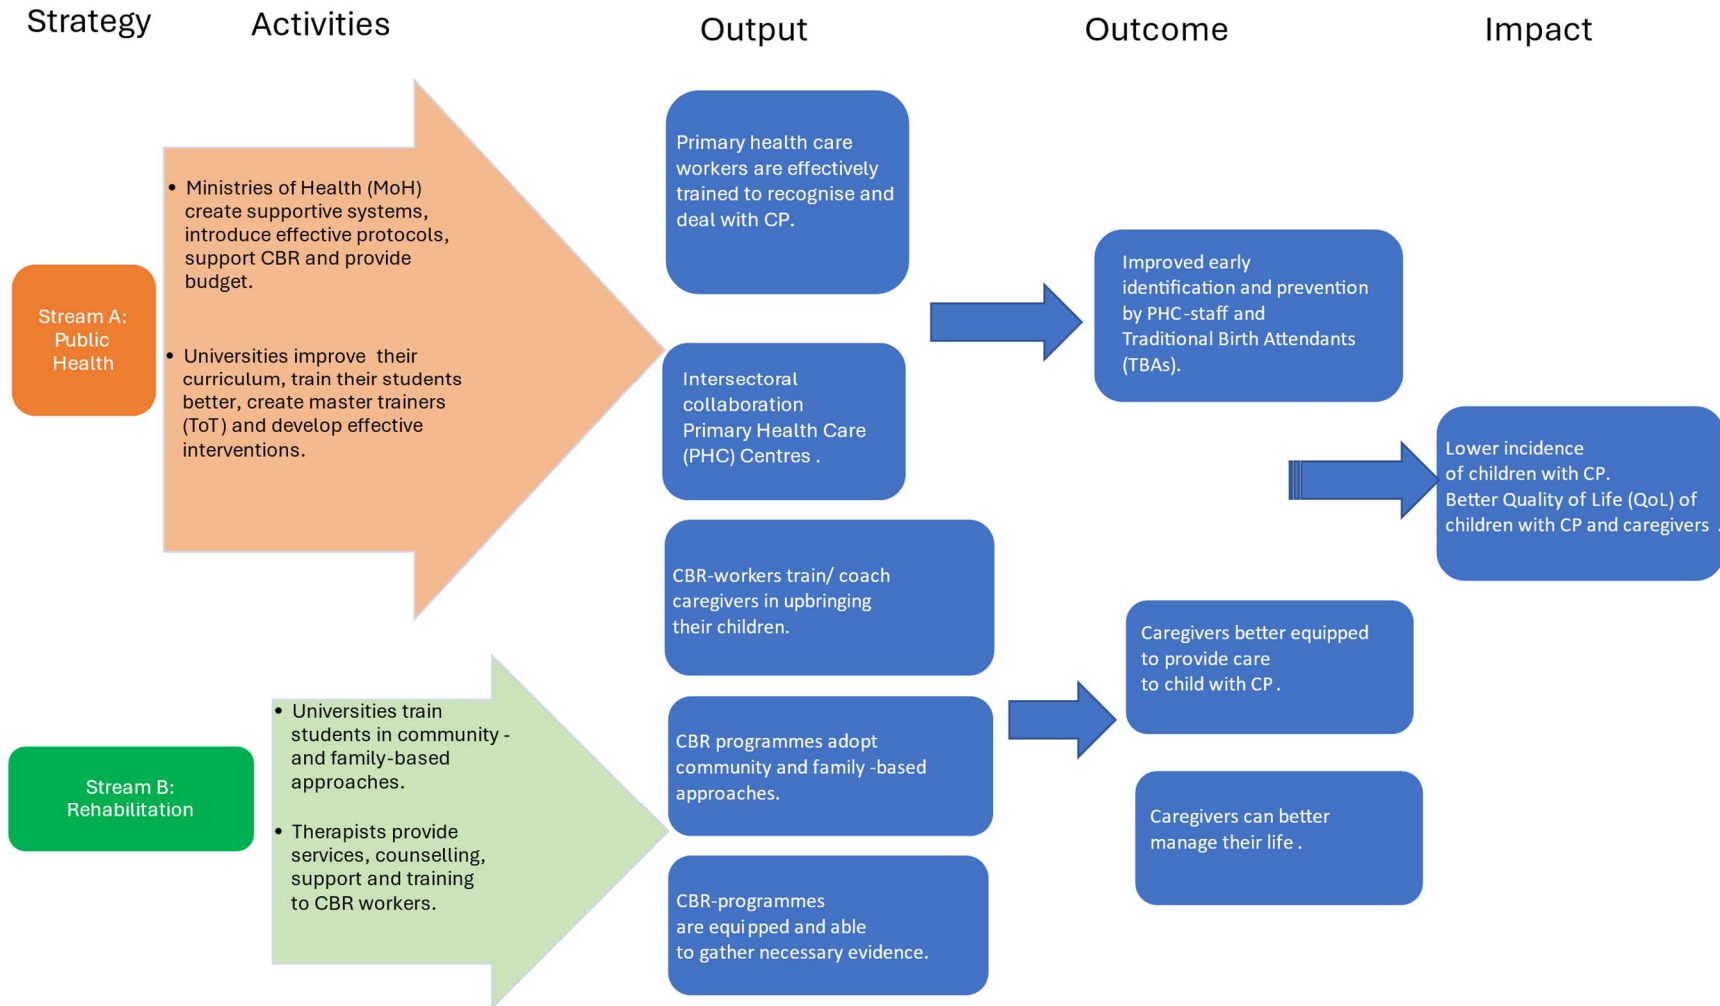 Strategy
Activities
Output
Outcome
Impact
Stream A:
Public
Health
• Ministries of Health (MoH)
create supportive systems,
introduce effective protocols,
support CBR and provide
budget.
• Universities improve their
curriculum, train their students
better, create master trainers
(ToT) and develop effective
interventions.
Primary health care
workers are effectively
trained to recognise and
deal with CP.
Intersectoral
collaboration
Primary Health Care
(PHC) Centres .
Improved early
identification and prevention
by PHC-staff and
Traditional Birth Attendants
(TBAs).
Lower incidence
of children with CP.
Better Quality of Life (QoL) of
children with CP and caregivers .
Stream B:
Rehabilitation
• Universities train
students in community -
and family-based
approaches.
• Therapists provide
services, counselling,
support and training
to CBR workers.
CBR-workers train/ coach
caregivers in upbringing
their children.
CBR programmes adopt
community and family -based
approaches.
CBR-programmes
are equipped and able
to gather necessary evidence.
Caregivers better equipped
to provide care
to child with CP .
Caregivers can better
manage their life .